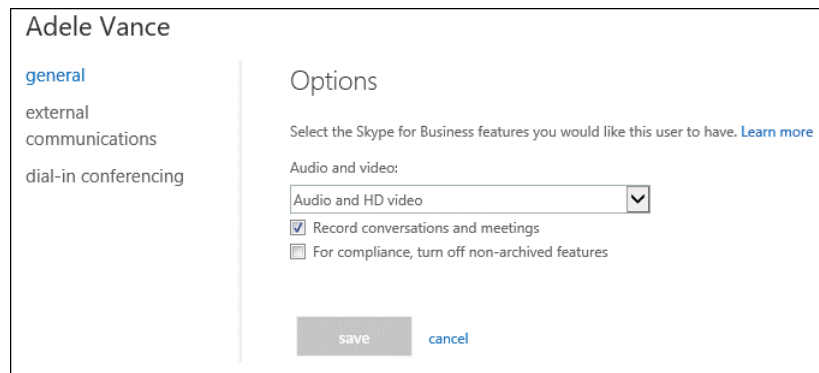 Adele Vance
general
external
communications
dial-in conferencing
Options
Select the Skype for Business features you would like this user to have. Learn more
Audio and video:
Audio and HD video
Record conversations and meetings
For compliance, turn off non-archived features
save cancel